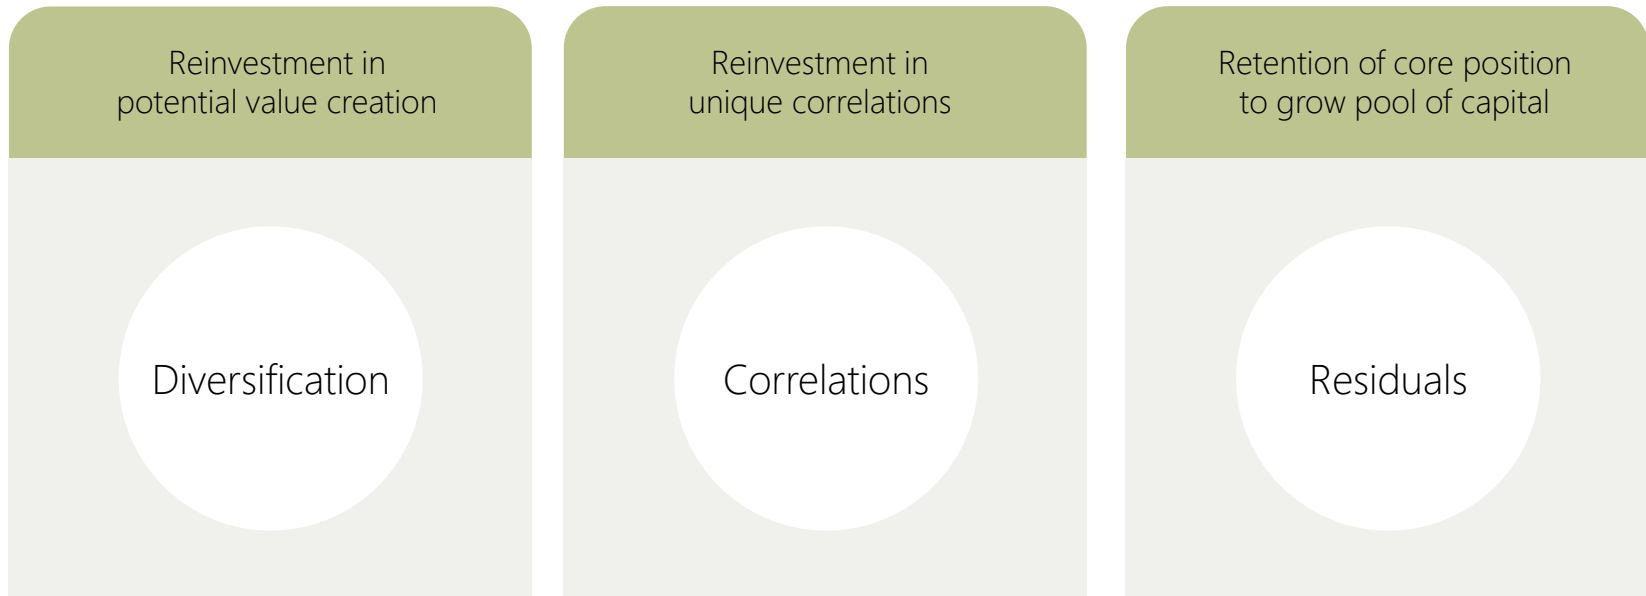 Reinvestment in
potential value creation
Diversification
Reinvestment in
unique correlations
Correlations
Retention of core position
to grow pool of capital
Residuals